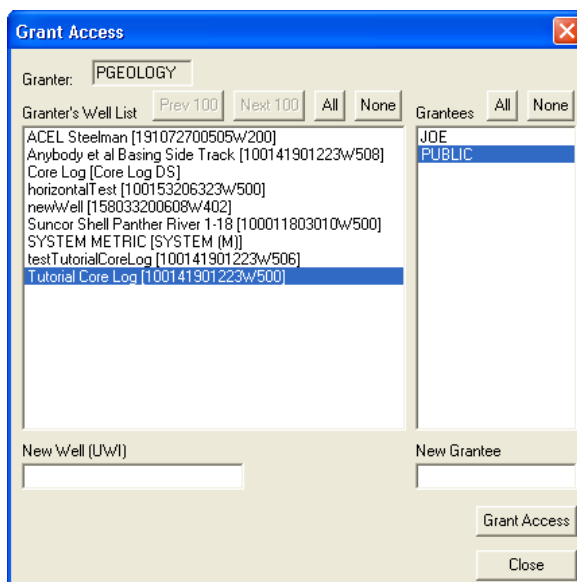 Grant Access
Granter: PGEOLOGY
Granter's Well List Prev 100 Next 100 All None
ACEL Steelman [191072700505W200]
Anybody et al Basing Side Track [100141901223W508]
Core Log [Core Log DS]
horizontalTest [100153206323W500]
newWell [158033200608W402]
Suncor Shell Panther River 1-18 [100011803010W500]
SYSTEM METRIC [SYSTEM (M)]
testTutorialCoreLog [100141901223W506]
Tutorial Core Log [100141901223W500]
Grantees All None
JOE
PUBLIC
New Well (UWI)
New Grantee
Grant Access
Close